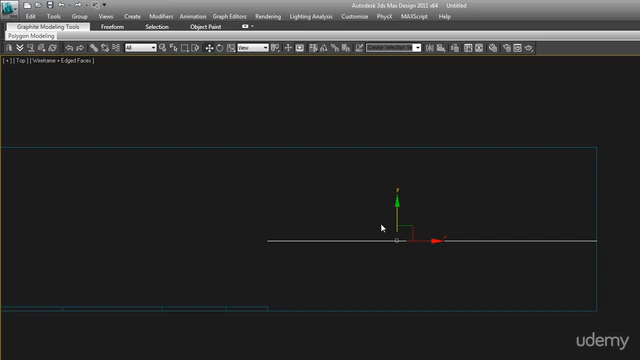 Autodesk 3ds Max Design 2011 x64 Untitled
Edit Tools Group Views Create Modifiers Animation Graph Editors Rendering Lighting Analysis Customize PhysX MAXScript Help
Graphite Modeling Tools Freeform Selection Object Paint
Polygon Modeling
All View Create Selection Se
[ + ] [ Top ] [ Wireframe + Edged Faces ]
y
udemy